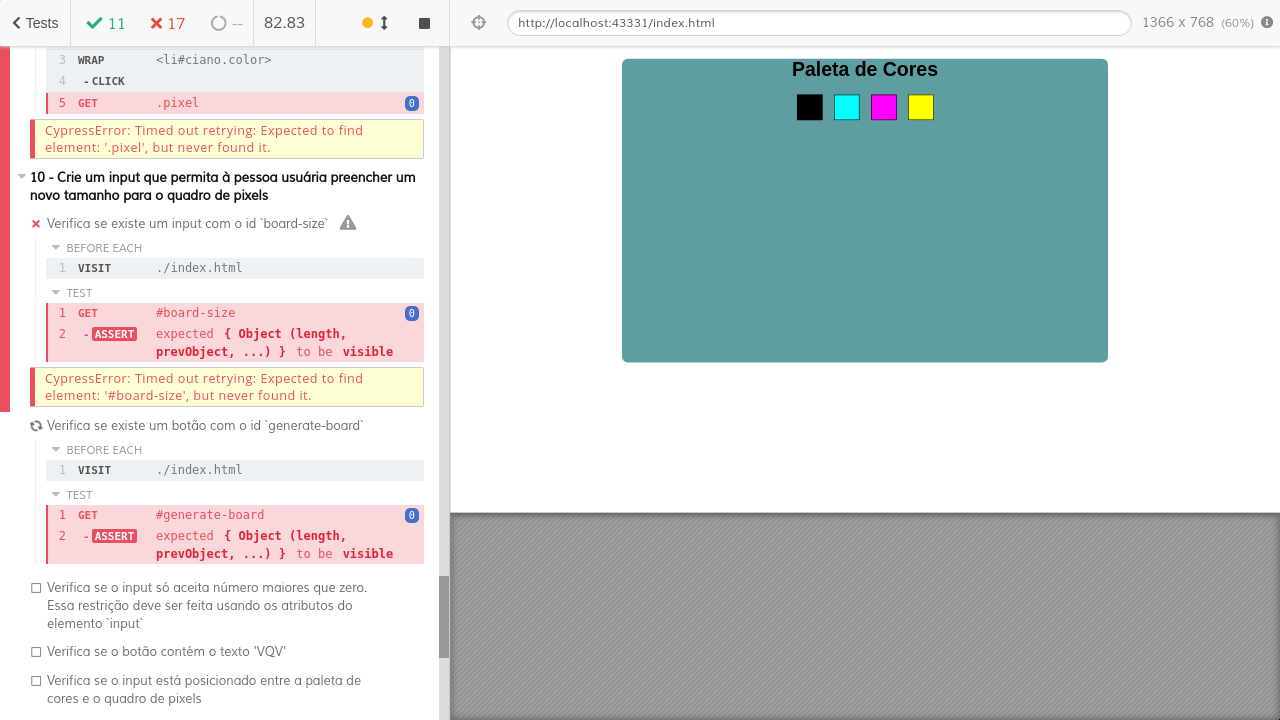 Tests 11 17 -- 82.83 http://localhost:43331/index.html 1366 x 768 (60%)
3 WRAP <li#ciano.color>
4 - CLICK
5 GET .pixel 0
CypressError: Timed out retrying: Expected to find
element: '.pixel', but never found it.
10 - Crie um input que permita à pessoa usuária preencher um
novo tamanho para o quadro de pixels
Verifica se existe um input com o id `board-size`
BEFORE EACH
1 VISIT ./index.html
TEST
1 GET #board-size 0
2 - ASSERT expected { Object (length,
prevObject, ...) } to be visible
CypressError: Timed out retrying: Expected to find
element: '#board-size', but never found it.
Verifica se existe um botão com o id `generate-board`
BEFORE EACH
1 VISIT ./index.html
TEST
1 GET #generate-board 0
2 - ASSERT expected { Object (length,
prevObject, ...) } to be visible
Verifica se o input só aceita número maiores que zero.
Essa restrição deve ser feita usando os atributos do
elemento `input`
Verifica se o botão contém o texto 'VQV'
Verifica se o input está posicionado entre a paleta de
cores e o quadro de pixels
Paleta de Cores